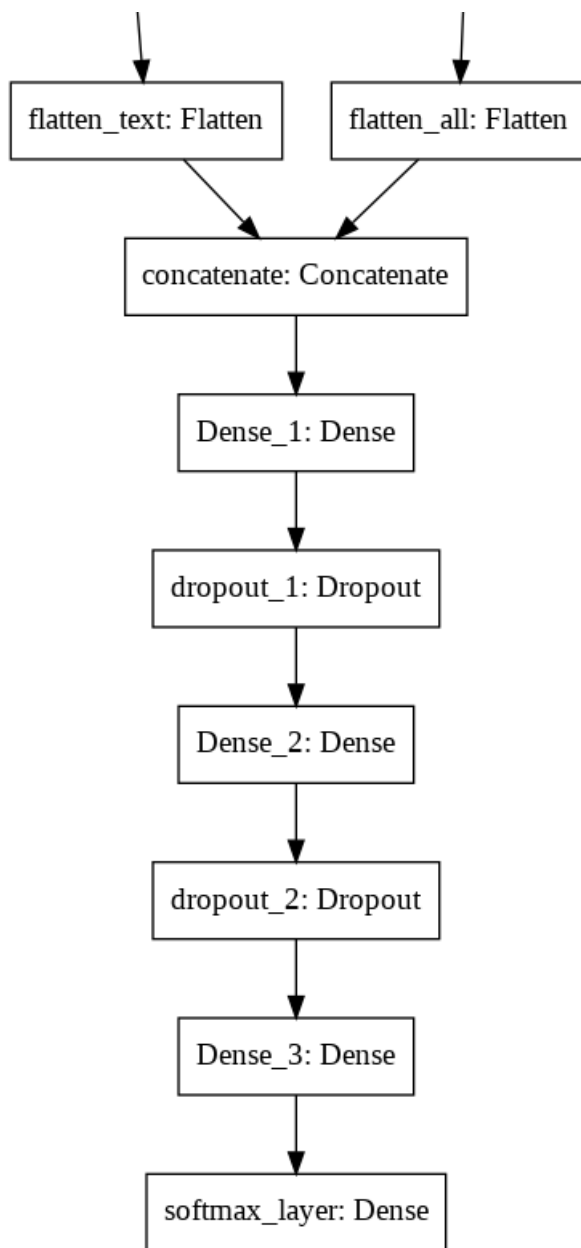 flatten_text: Flatten
flatten_all: Flatten
concatenate: Concatenate
Dense_1: Dense
dropout_1: Dropout
Dense_2: Dense
dropout_2: Dropout
Dense_3: Dense
softmax_layer: Dense